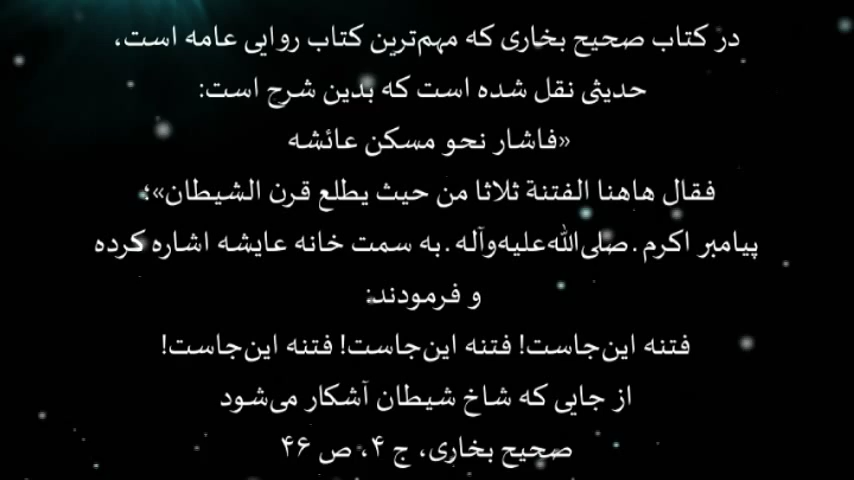 در کتاب صحیح بخاری که مهم‌ترین کتاب روایی عامه است،
حدیثی نقل شده است که بدین شرح است:
«فاشار نحو مسکن عائشه
فقال هاهنا الفتنة ثلاثا من حیث یطلع قرن الشیطان»؛
پیامبر اکرم ـ صلی‌الله‌علیه‌وآله ـ به سمت خانه عایشه اشاره کرده
و فرمودند:
فتنه این‌جاست! فتنه این‌جاست! فتنه این‌جاست!
از جایی که شاخ شیطان آشکار می‌شود
صحیح بخاری، ج ۴، ص ۴۶